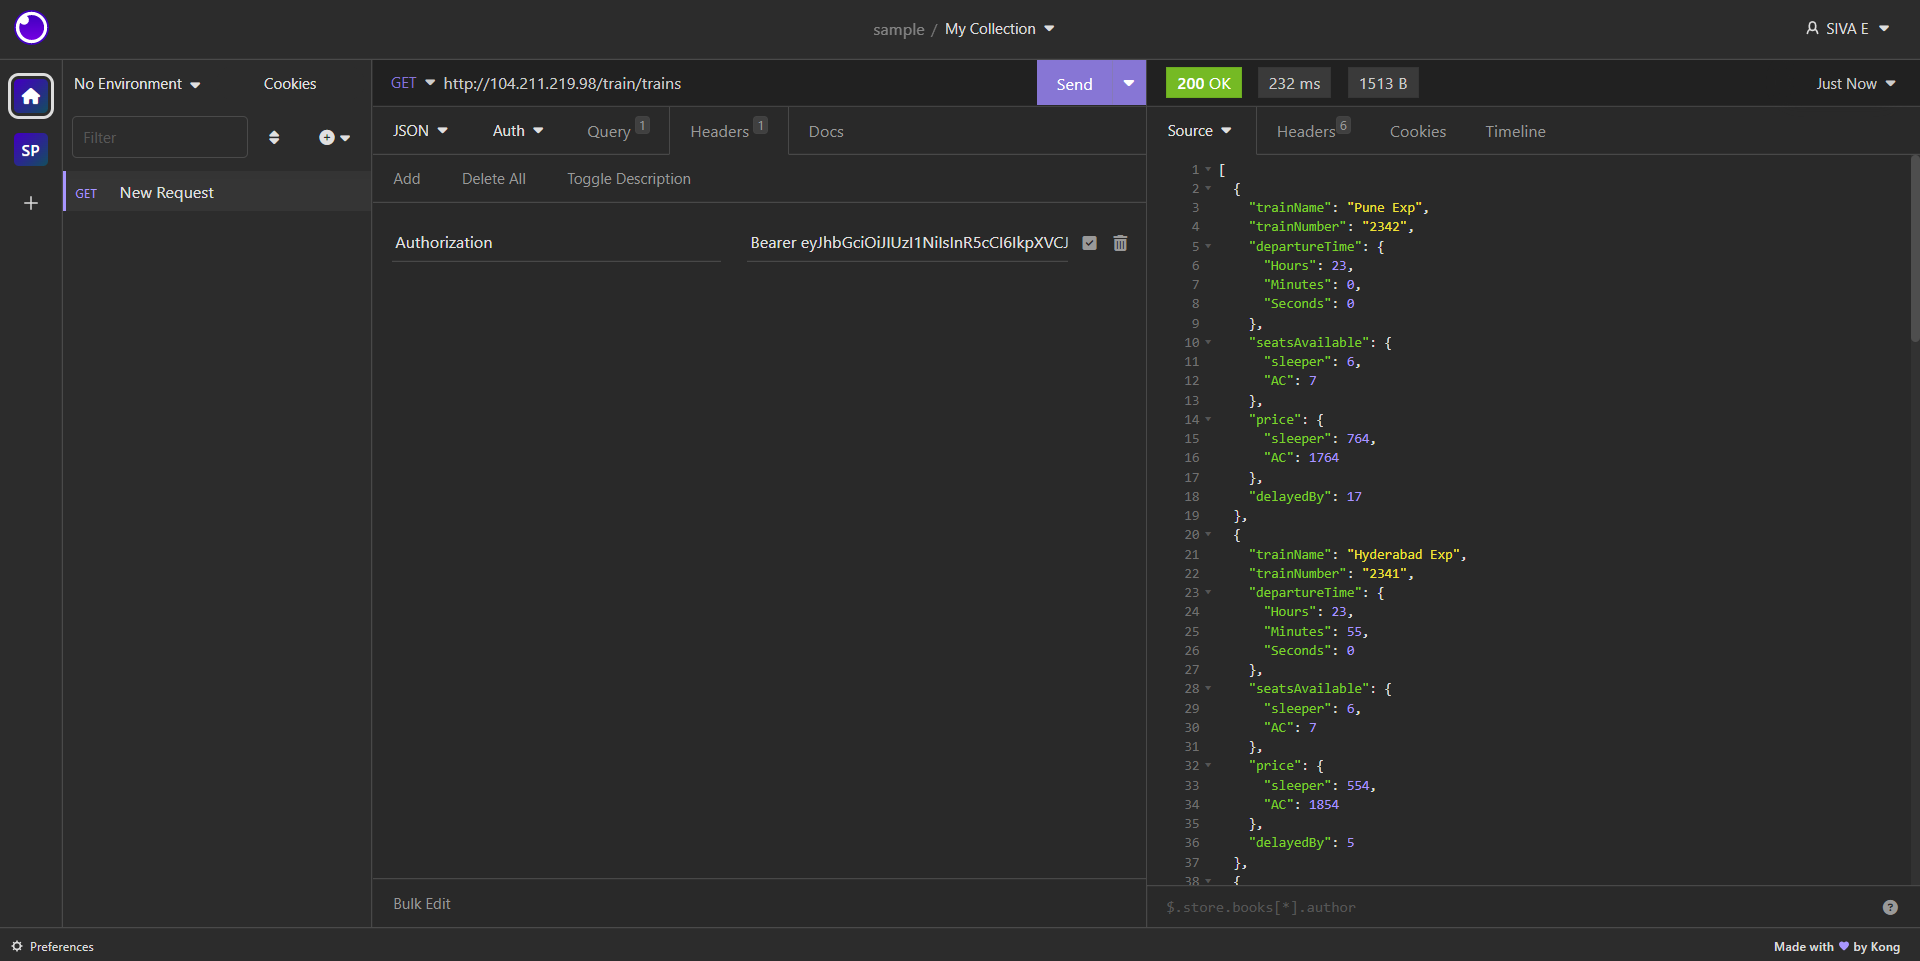 sample / My Collection
SIVA E
No Environment
Cookies
GET http://104.211.219.98/train/trains
Send
200 OK
232 ms
1513 B
Just Now
Filter
SP
GET New Request
JSON
Auth
Query 1
Headers 1
Docs
Add
Delete All
Toggle Description
Authorization
Bearer eyJhbGciOiJIUzI1NiIsInR5cCI6IkpXVCJ
Bulk Edit
Source
Headers 6
Cookies
Timeline
1 [
2 {
3 "trainName": "Pune Exp",
4 "trainNumber": "2342",
5 "departureTime": {
6 "Hours": 23,
7 "Minutes": 0,
8 "Seconds": 0
9 },
10 "seatsAvailable": {
11 "sleeper": 6,
12 "AC": 7
13 },
14 "price": {
15 "sleeper": 764,
16 "AC": 1764
17 },
18 "delayedBy": 17
19 },
20 {
21 "trainName": "Hyderabad Exp",
22 "trainNumber": "2341",
23 "departureTime": {
24 "Hours": 23,
25 "Minutes": 55,
26 "Seconds": 0
27 },
28 "seatsAvailable": {
29 "sleeper": 6,
30 "AC": 7
31 },
32 "price": {
33 "sleeper": 554,
34 "AC": 1854
35 },
36 "delayedBy": 5
37 },
38 {
$.store.books[*].author
Preferences
Made with 💜 by Kong